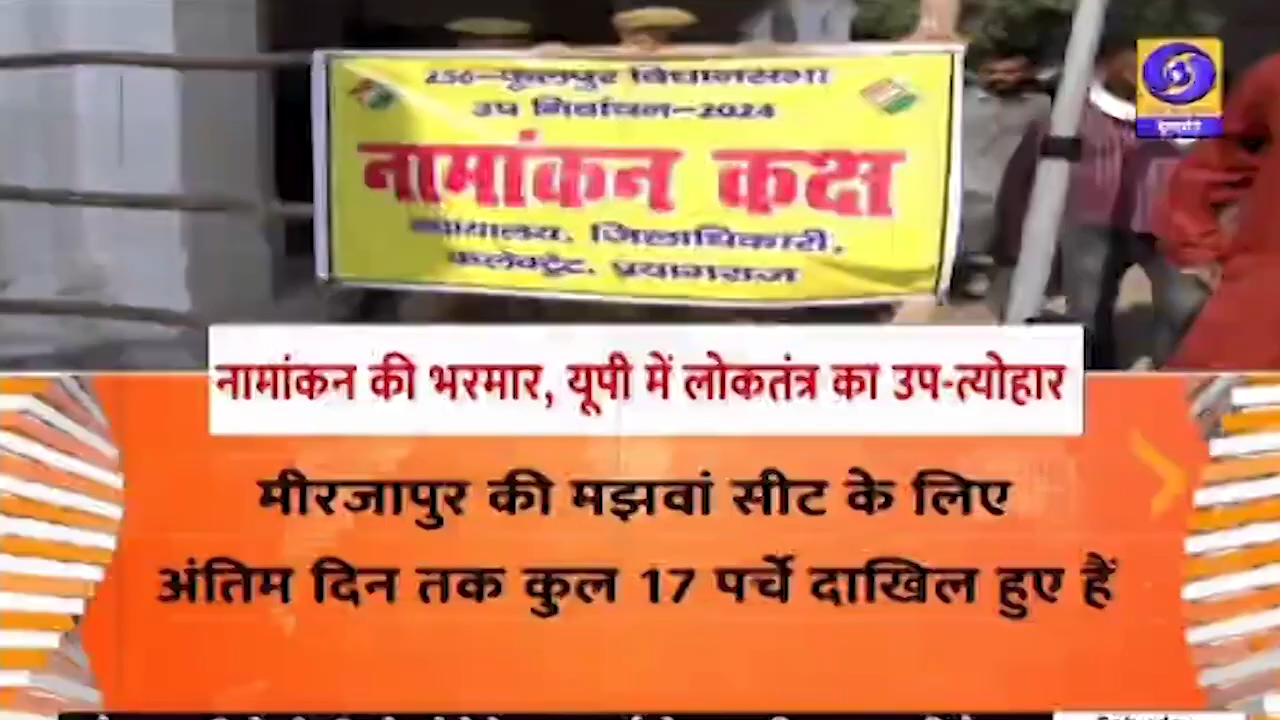 256-फूलपुर विधानसभा
उप निर्वाचन-2024
नामांकन कक्ष
न्यायालय, जिलाधिकारी,
कलेक्ट्रेट, प्रयागराज
नामांकन की भरमार, यूपी में लोकतंत्र का उप-त्योहार
मीरजापुर की मझवां सीट के लिए
अंतिम दिन तक कुल 17 पर्चे दाखिल हुए हैं